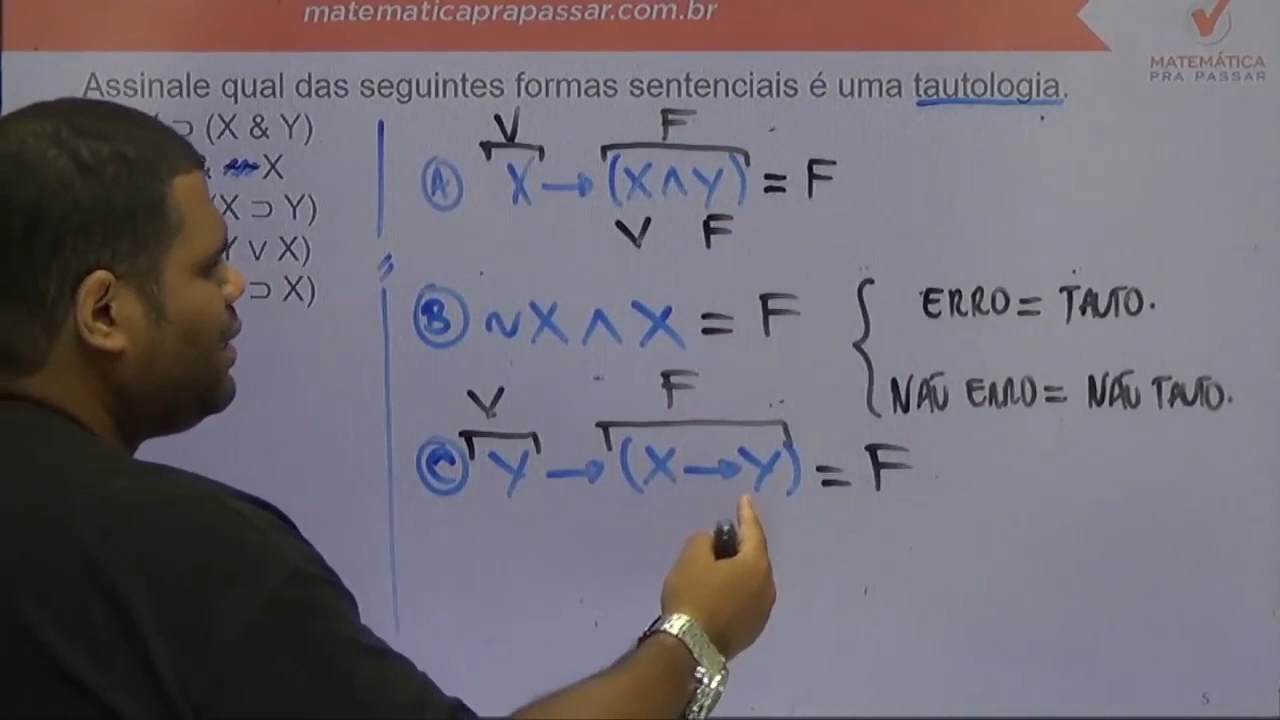 matematicaprapassar.com.br
MATEMÁTICA
PRA PASSAR
Assinale qual das seguintes formas sentenciais é uma tautologia.
⊃ (X & Y)
X
(X ⊃ Y)
∨ X)
⊃ X)
V F
Ⓐ X → (X ∧ Y) = F
V F
Ⓑ ~X ∧ X = F
ERRO = TAUTO.
NÃO ERRO = NÃO TAUTO.
V F
Ⓒ Y → (X → Y) = F
5